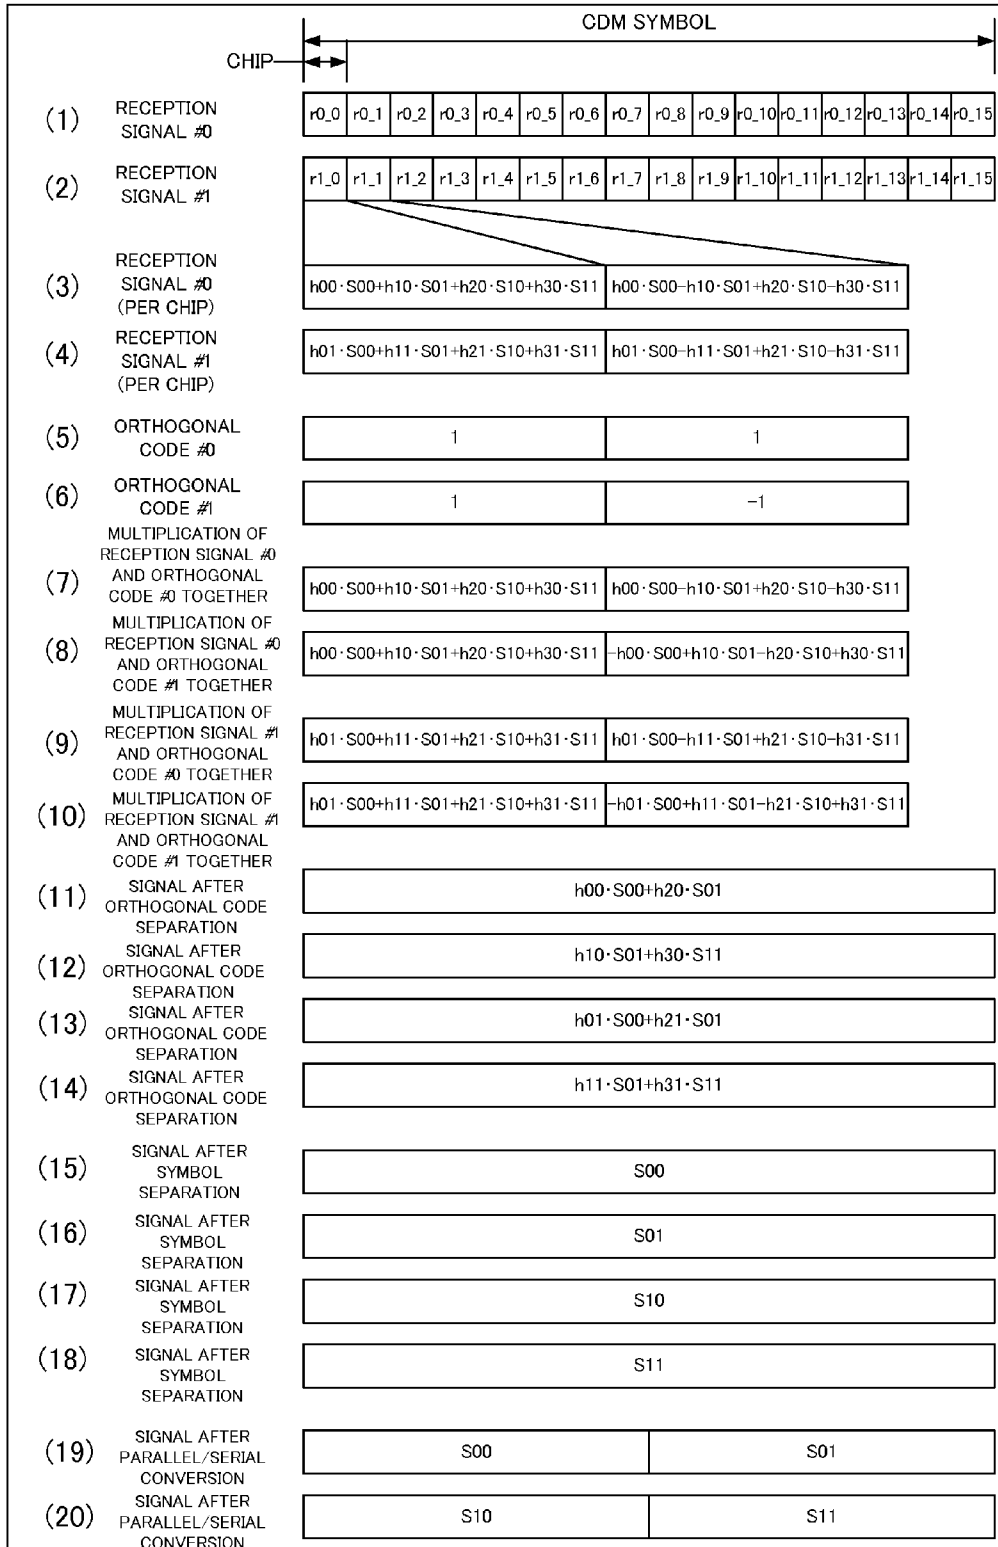 CDM SYMBOL
CHIP
(1) RECEPTION
SIGNAL #0
r0_0 r0_1 r0_2 r0_3 r0_4 r0_5 r0_6 r0_7 r0_8 r0_9 r0_10 r0_11 r0_12 r0_13 r0_14 r0_15
(2) RECEPTION
SIGNAL #1
r1_0 r1_1 r1_2 r1_3 r1_4 r1_5 r1_6 r1_7 r1_8 r1_9 r1_10 r1_11 r1_12 r1_13 r1_14 r1_15
(3) RECEPTION
SIGNAL #0
(PER CHIP)
h00·S00+h10·S01+h20·S10+h30·S11 h00·S00-h10·S01+h20·S10-h30·S11
(4) RECEPTION
SIGNAL #1
(PER CHIP)
h01·S00+h11·S01+h21·S10+h31·S11 h01·S00-h11·S01+h21·S10-h31·S11
(5) ORTHOGONAL
CODE #0
1 1
(6) ORTHOGONAL
CODE #1
1 -1
(7) MULTIPLICATION OF
RECEPTION SIGNAL #0
AND ORTHOGONAL
CODE #0 TOGETHER
h00·S00+h10·S01+h20·S10+h30·S11 h00·S00-h10·S01+h20·S10-h30·S11
(8) MULTIPLICATION OF
RECEPTION SIGNAL #0
AND ORTHOGONAL
CODE #1 TOGETHER
h00·S00+h10·S01+h20·S10+h30·S11 -h00·S00+h10·S01-h20·S10+h30·S11
(9) MULTIPLICATION OF
RECEPTION SIGNAL #1
AND ORTHOGONAL
CODE #0 TOGETHER
h01·S00+h11·S01+h21·S10+h31·S11 h01·S00-h11·S01+h21·S10-h31·S11
(10) MULTIPLICATION OF
RECEPTION SIGNAL #1
AND ORTHOGONAL
CODE #1 TOGETHER
h01·S00+h11·S01+h21·S10+h31·S11 -h01·S00+h11·S01-h21·S10+h31·S11
(11) SIGNAL AFTER
ORTHOGONAL CODE
SEPARATION
h00·S00+h20·S01
(12) SIGNAL AFTER
ORTHOGONAL CODE
SEPARATION
h10·S01+h30·S11
(13) SIGNAL AFTER
ORTHOGONAL CODE
SEPARATION
h01·S00+h21·S01
(14) SIGNAL AFTER
ORTHOGONAL CODE
SEPARATION
h11·S01+h31·S11
(15) SIGNAL AFTER
SYMBOL
SEPARATION
S00
(16) SIGNAL AFTER
SYMBOL
SEPARATION
S01
(17) SIGNAL AFTER
SYMBOL
SEPARATION
S10
(18) SIGNAL AFTER
SYMBOL
SEPARATION
S11
(19) SIGNAL AFTER
PARALLEL/SERIAL
CONVERSION
S00 S01
(20) SIGNAL AFTER
PARALLEL/SERIAL
CONVERSION
S10 S11